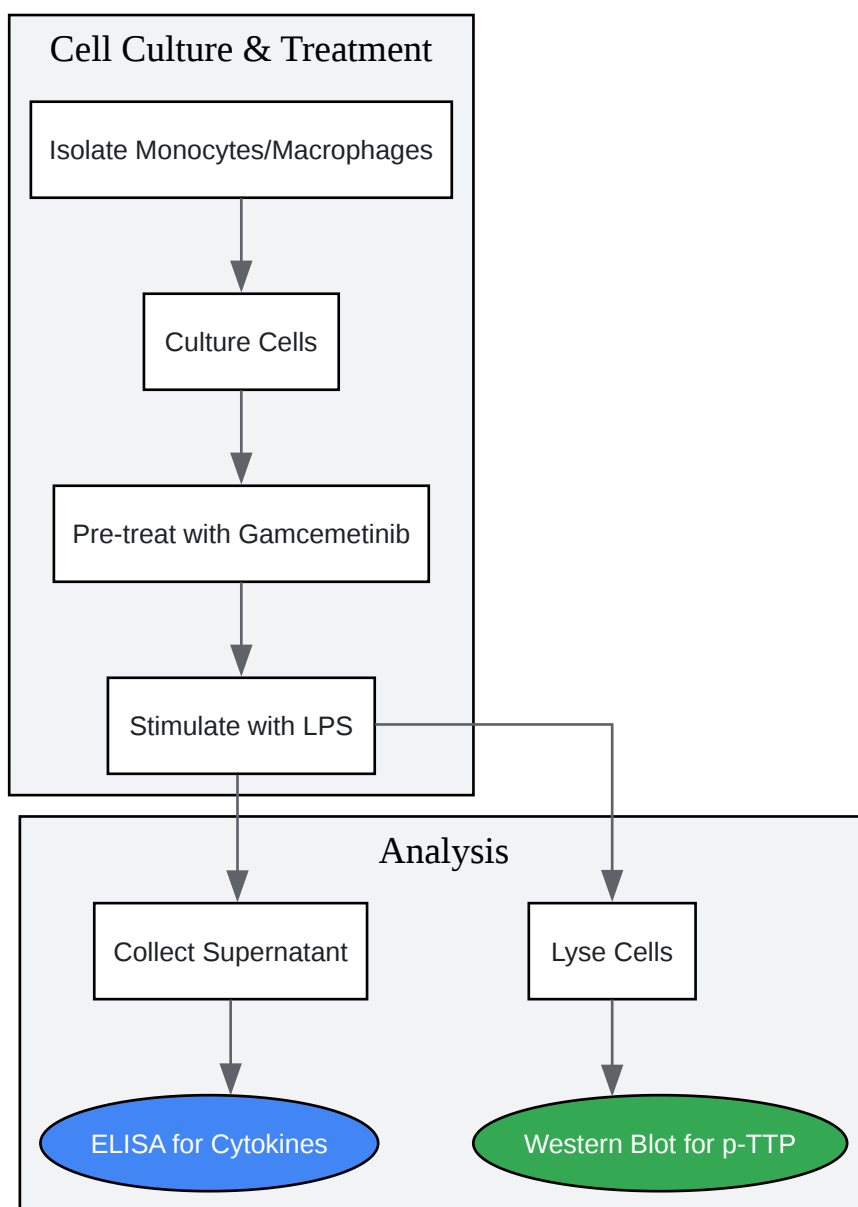 Cell Culture & Treatment
Isolate Monocytes/Macrophages
Culture Cells
Pre-treat with Gamcemetinib
Stimulate with LPS
Analysis
Collect Supernatant
Lyse Cells
ELISA for Cytokines
Western Blot for p-TTP